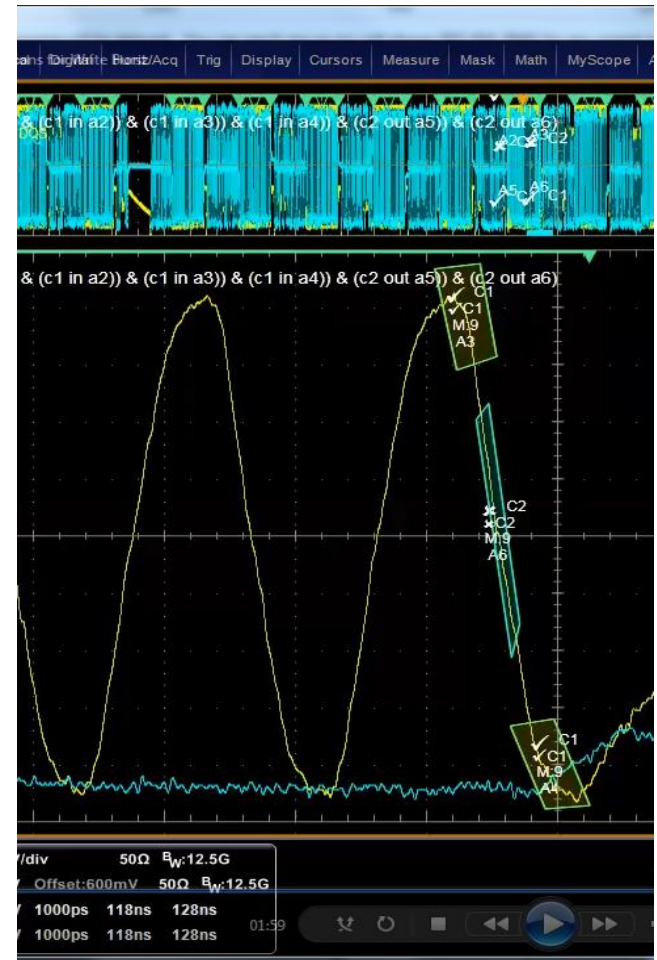 Horiz/Acq Trig Display Cursors Measure Mask Math MyScope
& (c1 in a2)) & (c1 in a3)) & (c1 in a4)) & (c2 out a5)) & (c2 out a6)
DQS
A2 C2
A5 C1 A6 C1
& (c1 in a2)) & (c1 in a3)) & (c1 in a4)) & (c2 out a5)) & (c2 out a6)
C1
C1
M:9
A3
C2
C2
M:9
A6
C1
C1
M:9
A4
V/div 50Ω BW:12.5G
Offset:600mV 50Ω BW:12.5G
1000ps 118ns 128ns
1000ps 118ns 128ns
01:59